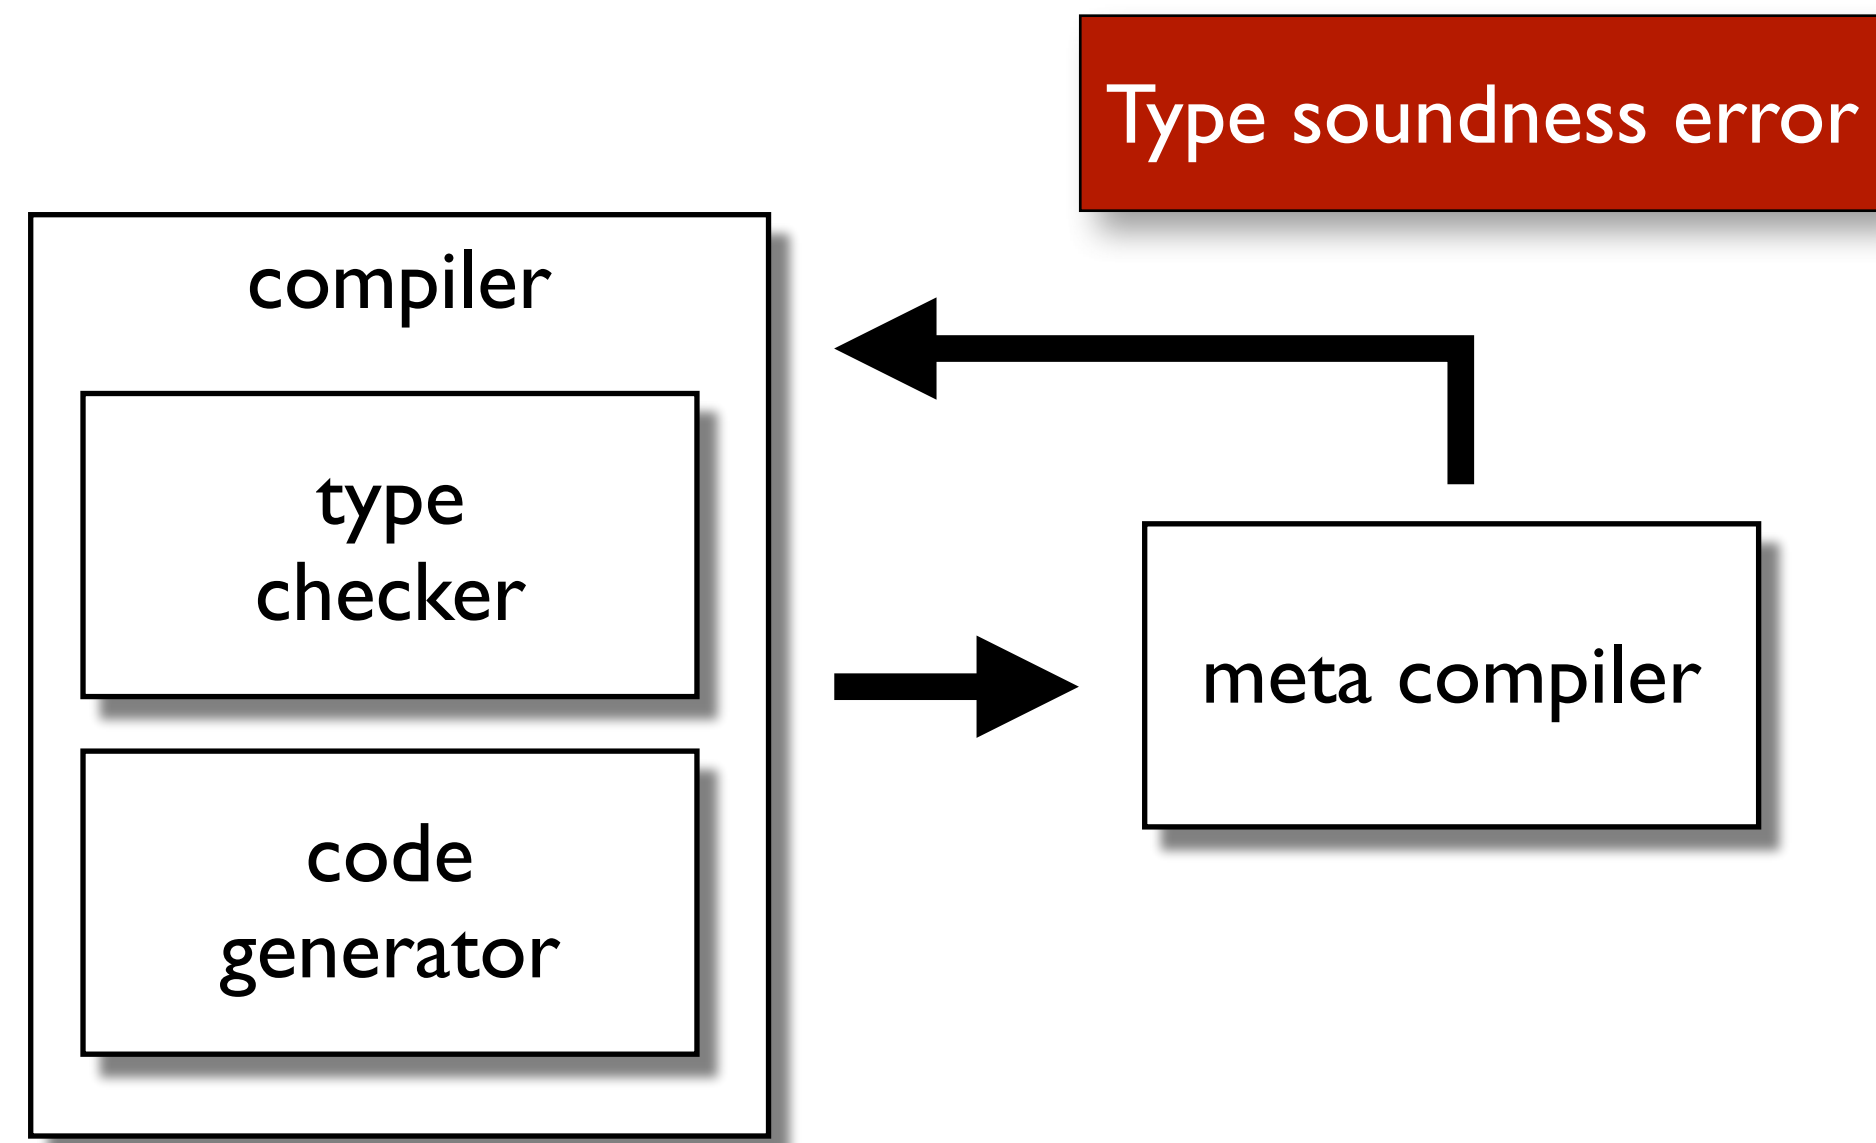 Type soundness error
compiler
type
checker
meta compiler
code
generator